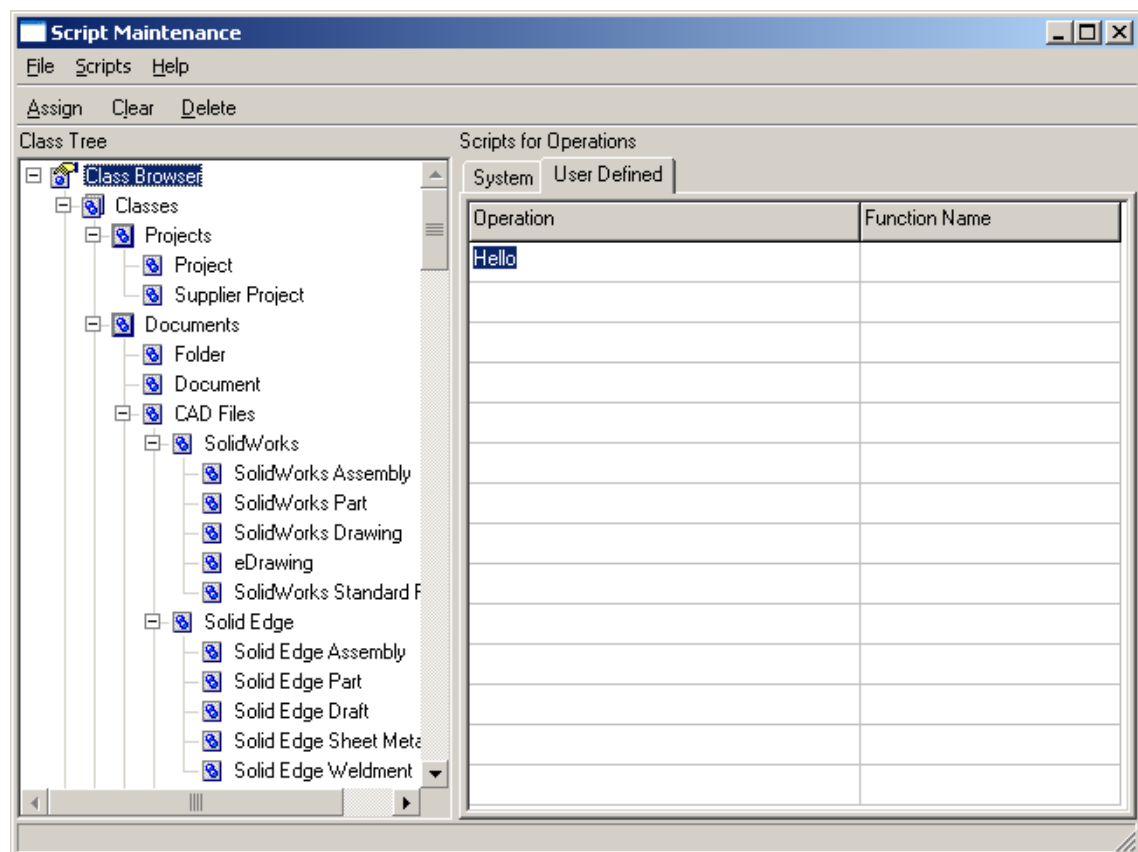 Script Maintenance
File Scripts Help
Assign Clear Delete
Class Tree
Class Browser
Classes
Projects
Project
Supplier Project
Documents
Folder
Document
CAD Files
SolidWorks
SolidWorks Assembly
SolidWorks Part
SolidWorks Drawing
eDrawing
SolidWorks Standard
Solid Edge
Solid Edge Assembly
Solid Edge Part
Solid Edge Draft
Solid Edge Sheet Meta
Solid Edge Weldment
Scripts for Operations
System User Defined
Operation Function Name
Hello